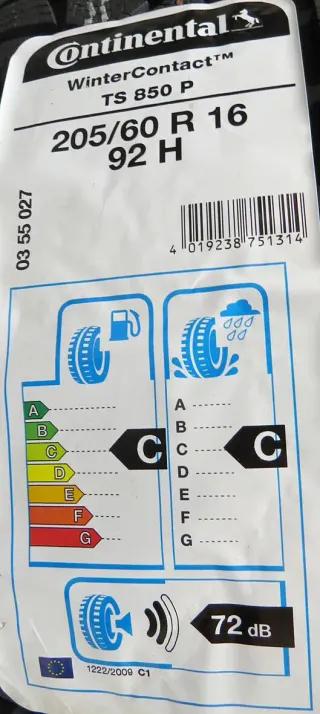 Continental
WinterContact™
TS 850 P
205/60 R 16
92 H
03 55 027
4 019238 751314
A
B
C
D
E
F
G
C
A
B
C
D
E
F
G
C
72 dB
1222/2009 C1